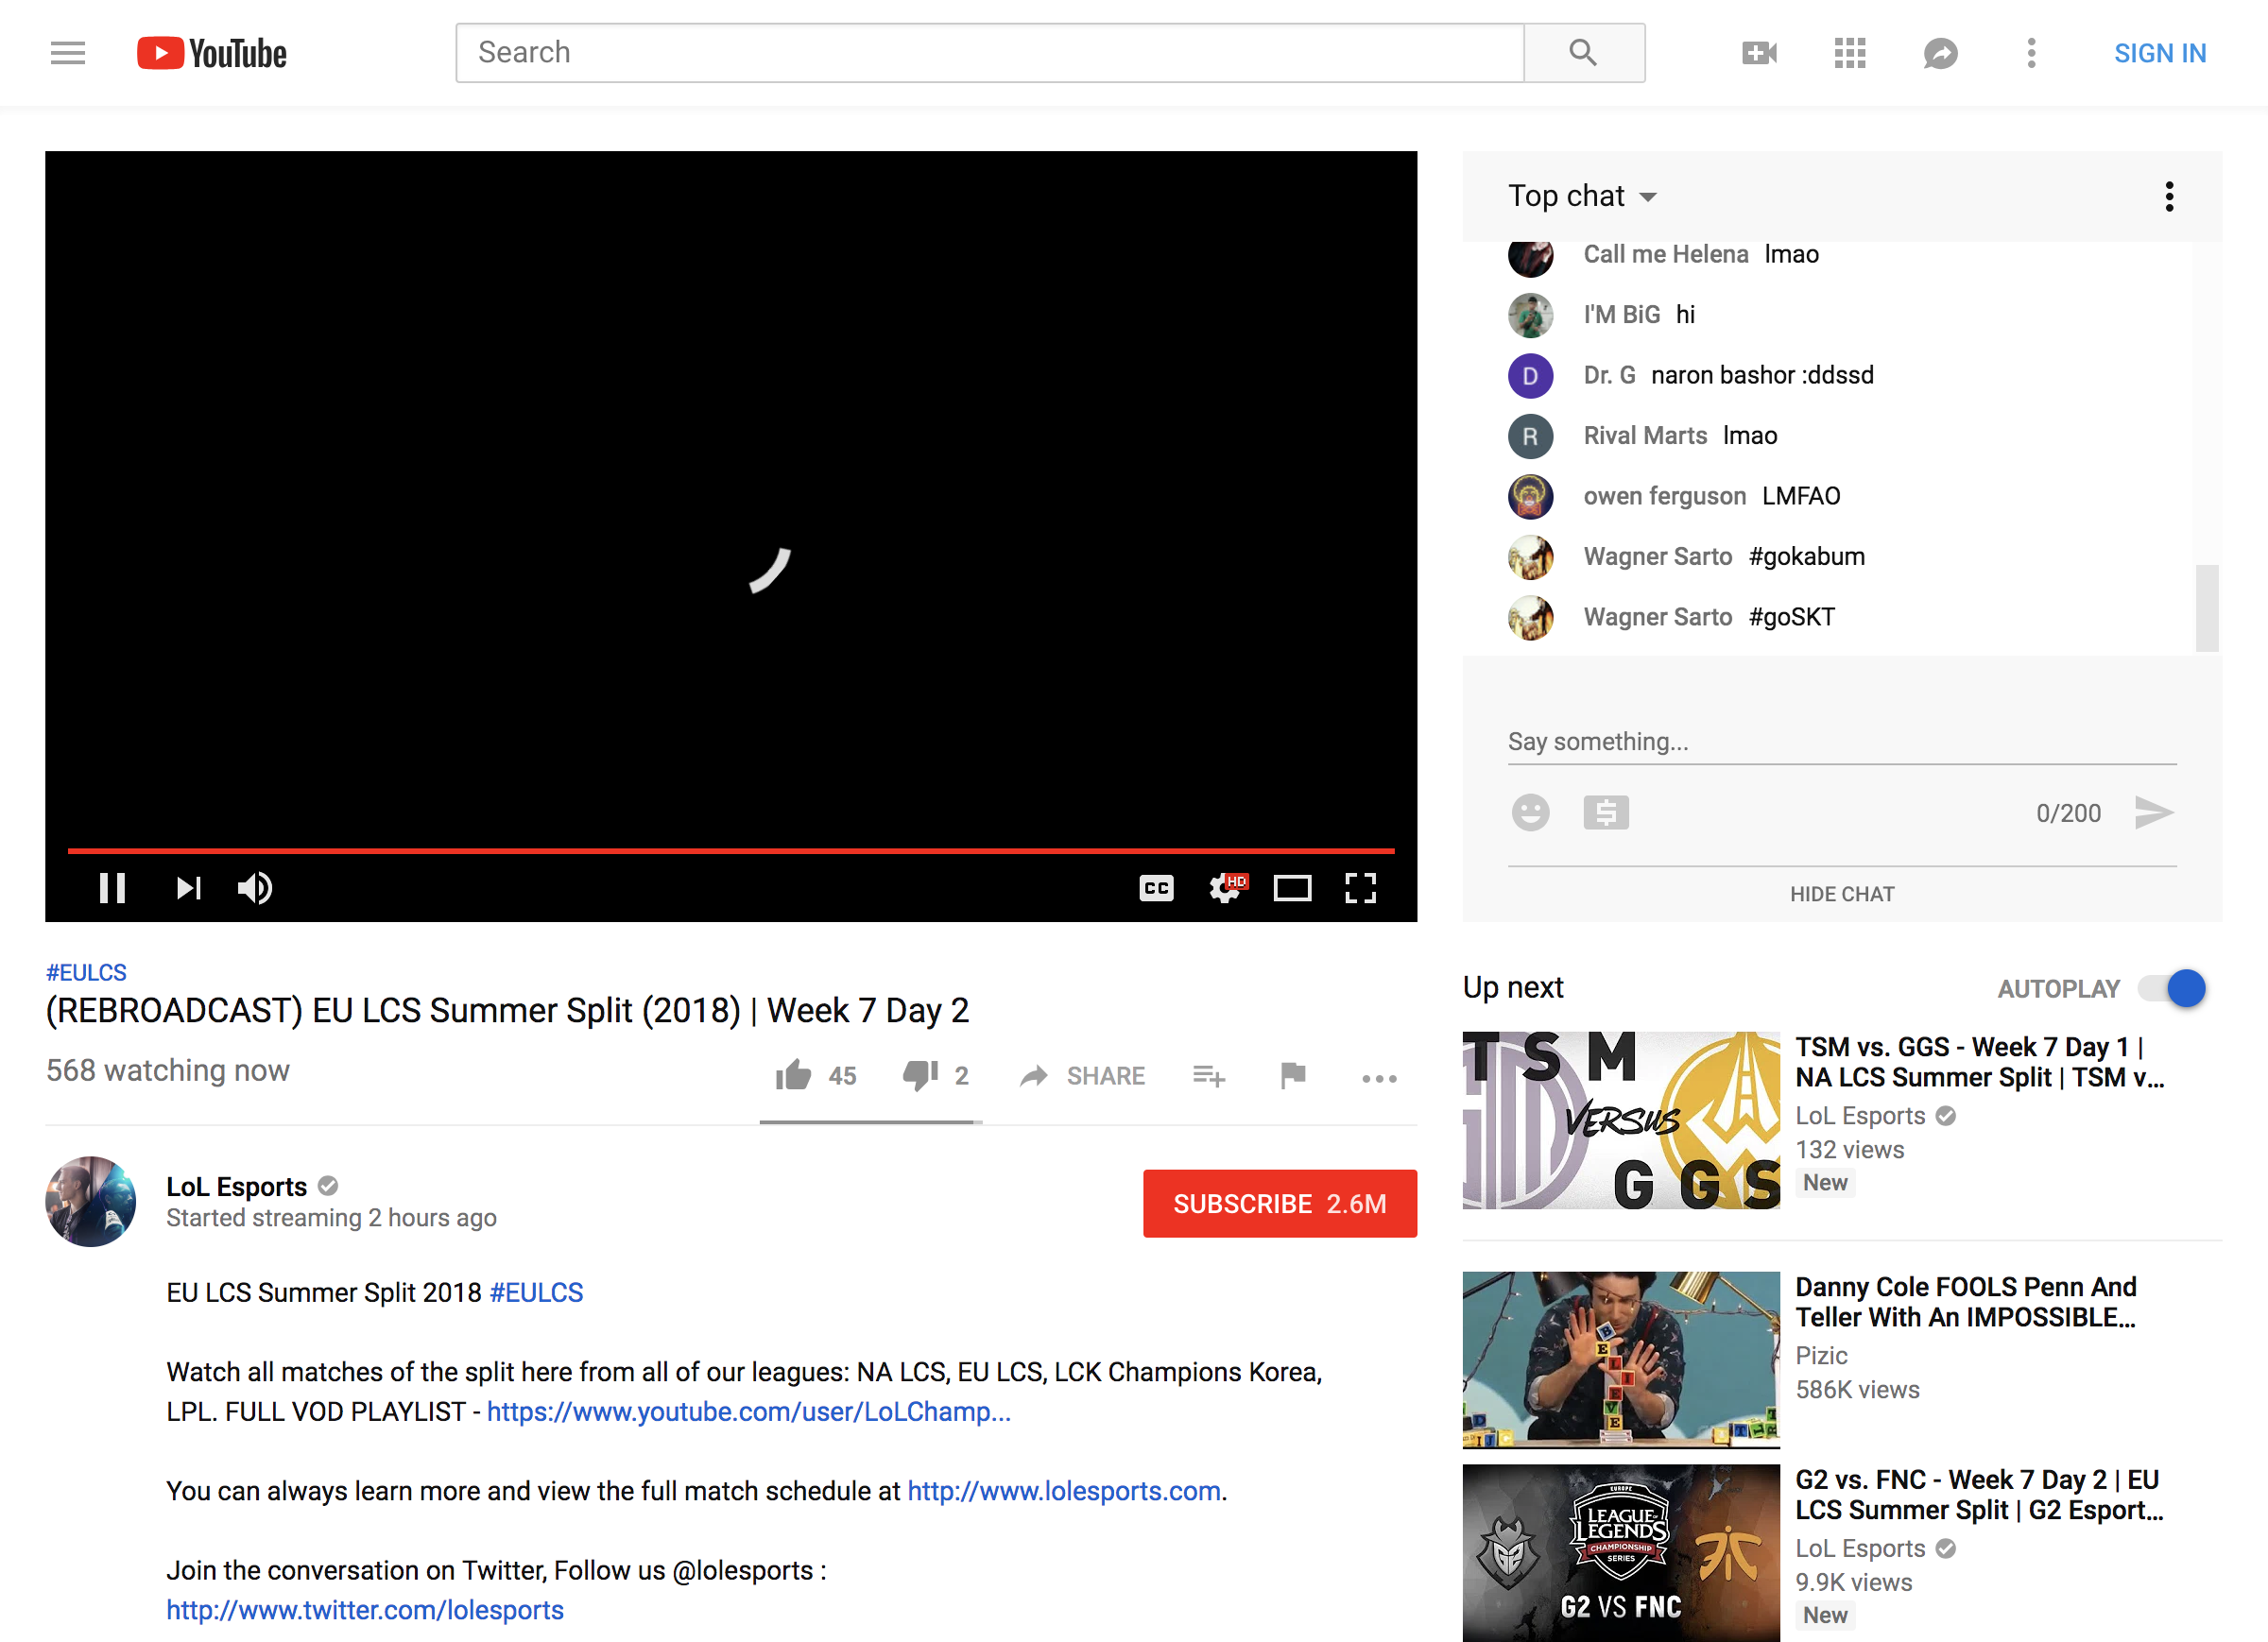 YouTube
Search
SIGN IN
Top chat
Call me Helena lmao
I'M BiG hi
D
Dr. G naron bashor :ddssd
R
Rival Marts lmao
owen ferguson LMFAO
Wagner Sarto #gokabum
Wagner Sarto #goSKT
Say something...
0/200
HIDE CHAT
CC
HD
#EULCS
(REBROADCAST) EU LCS Summer Split (2018) | Week 7 Day 2
568 watching now
45
2
SHARE
LoL Esports
Started streaming 2 hours ago
SUBSCRIBE 2.6M
EU LCS Summer Split 2018 #EULCS
Watch all matches of the split here from all of our leagues: NA LCS, EU LCS, LCK Champions Korea,
LPL. FULL VOD PLAYLIST - https://www.youtube.com/user/LoLChamp...
You can always learn more and view the full match schedule at http://www.lolesports.com.
Join the conversation on Twitter, Follow us @lolesports :
http://www.twitter.com/lolesports
Up next
AUTOPLAY
TSM
VERSUS
GGS
TSM vs. GGS - Week 7 Day 1 |
NA LCS Summer Split | TSM v...
LoL Esports
132 views
New
BELIEVE
Danny Cole FOOLS Penn And
Teller With An IMPOSSIBLE...
Pizic
586K views
EUROPE
LEAGUE of
LEGENDS
CHAMPIONSHIP
SERIES
G2
G2 VS FNC
G2 vs. FNC - Week 7 Day 2 | EU
LCS Summer Split | G2 Esport...
LoL Esports
9.9K views
New